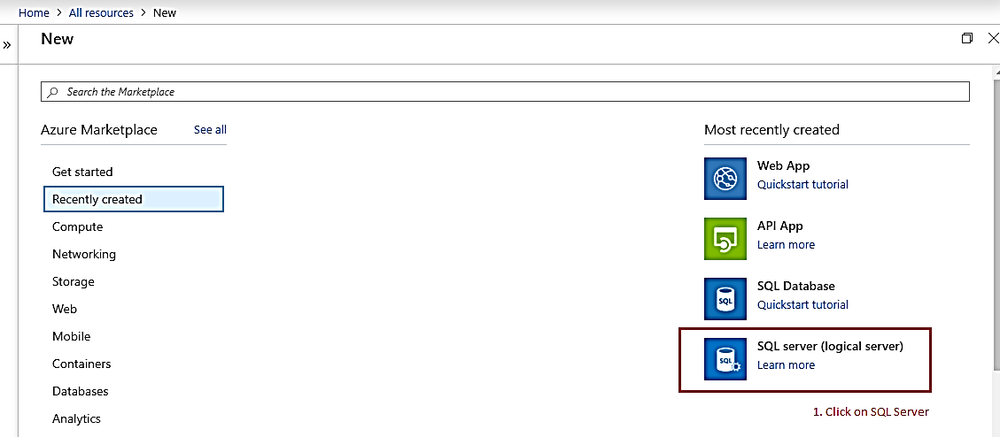 Home > All resources > New
» New
Search the Marketplace
Azure Marketplace See all
Get started
Recently created
Compute
Networking
Storage
Web
Mobile
Containers
Databases
Analytics
Most recently created
Web App
Quickstart tutorial
API App
Learn more
SQL Database
Quickstart tutorial
SQL
SQL server (logical server)
Learn more
SQL
1. Click on SQL Server